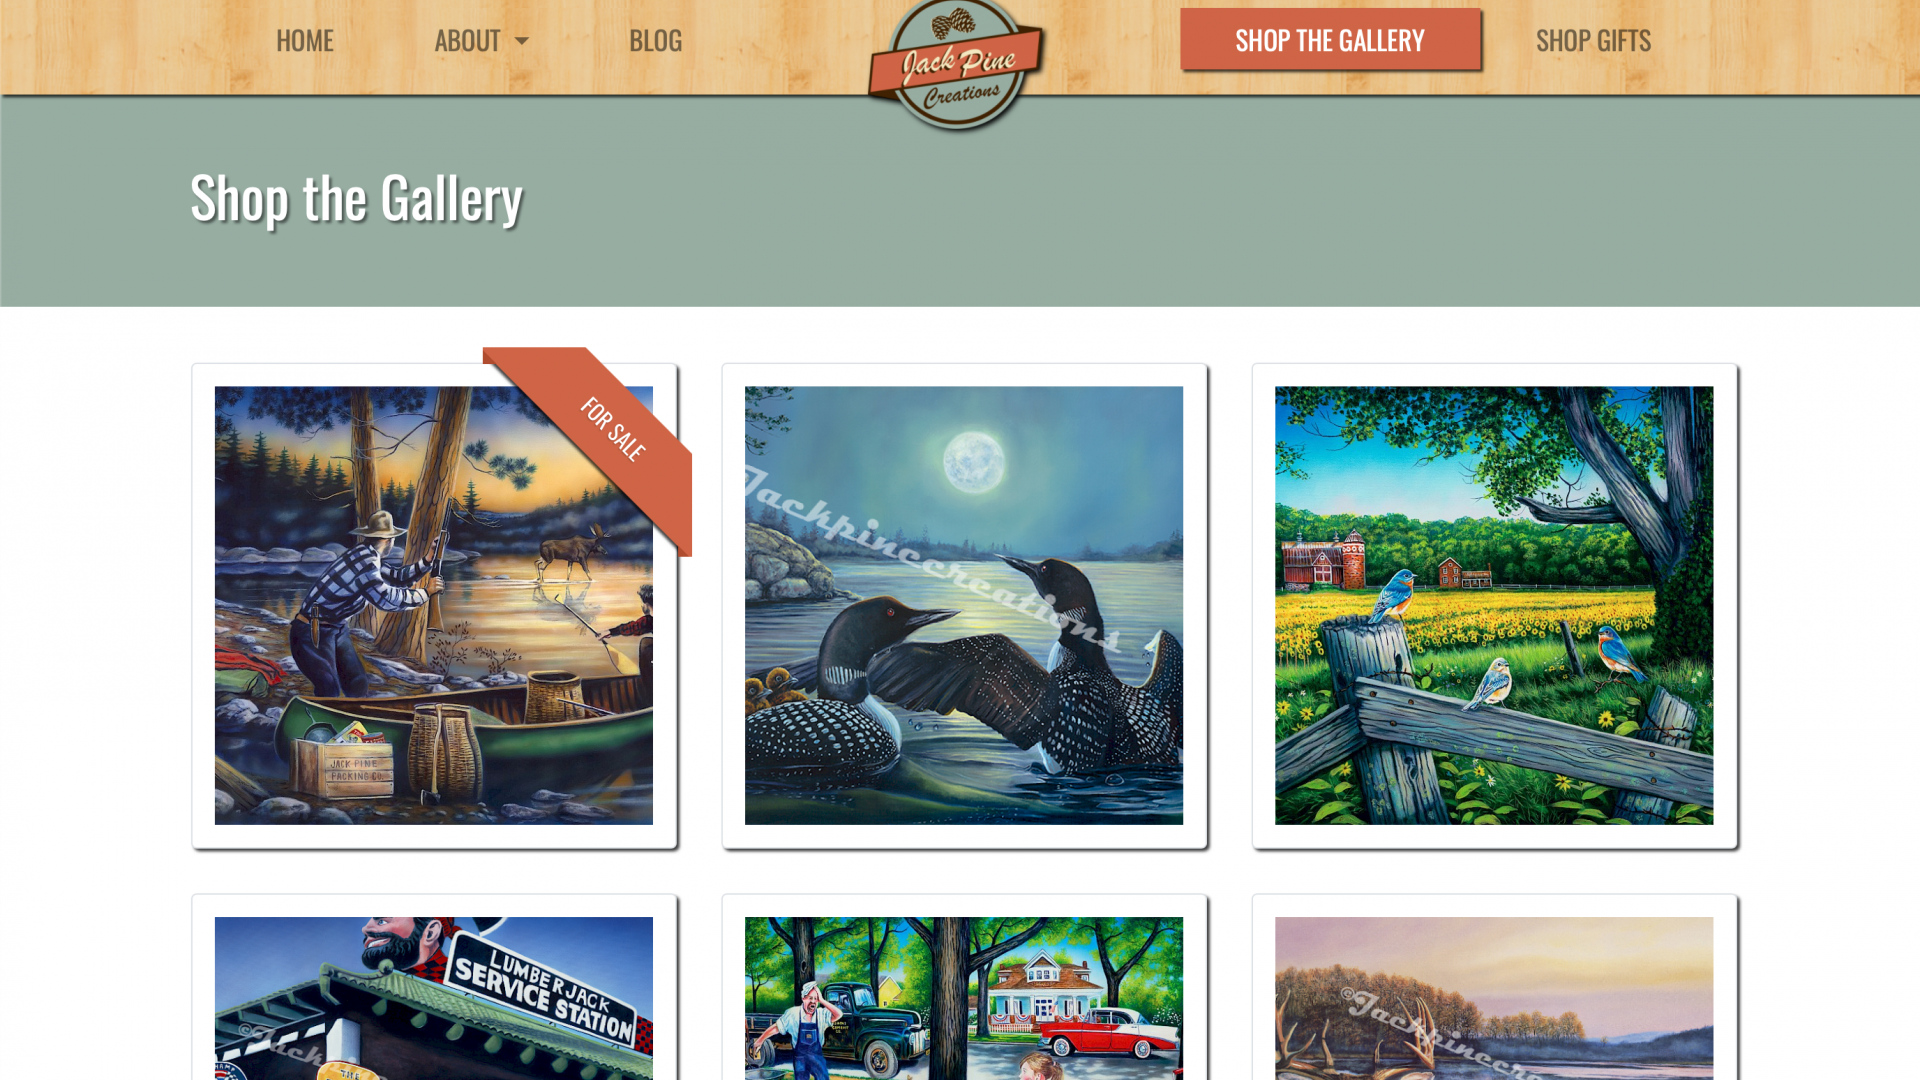 HOME
ABOUT
BLOG
Jack Pine
Creations
SHOP THE GALLERY
SHOP GIFTS
Shop the Gallery
FOR SALE
JACK PINE
PACKING CO.
Jackpinecreations
LUMBERJACK
SERVICE STATION
©Jack
THE
©Jackpinecre